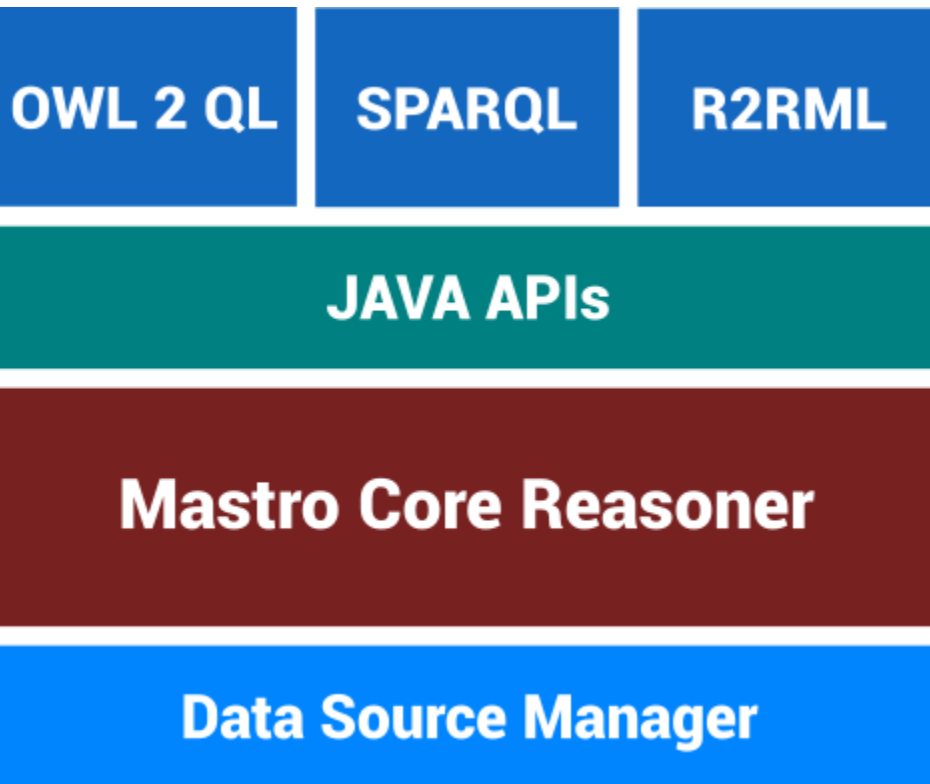 OWL 2 QL
SPARQL
R2RML
JAVA APIs
Mastro Core Reasoner
Data Source Manager